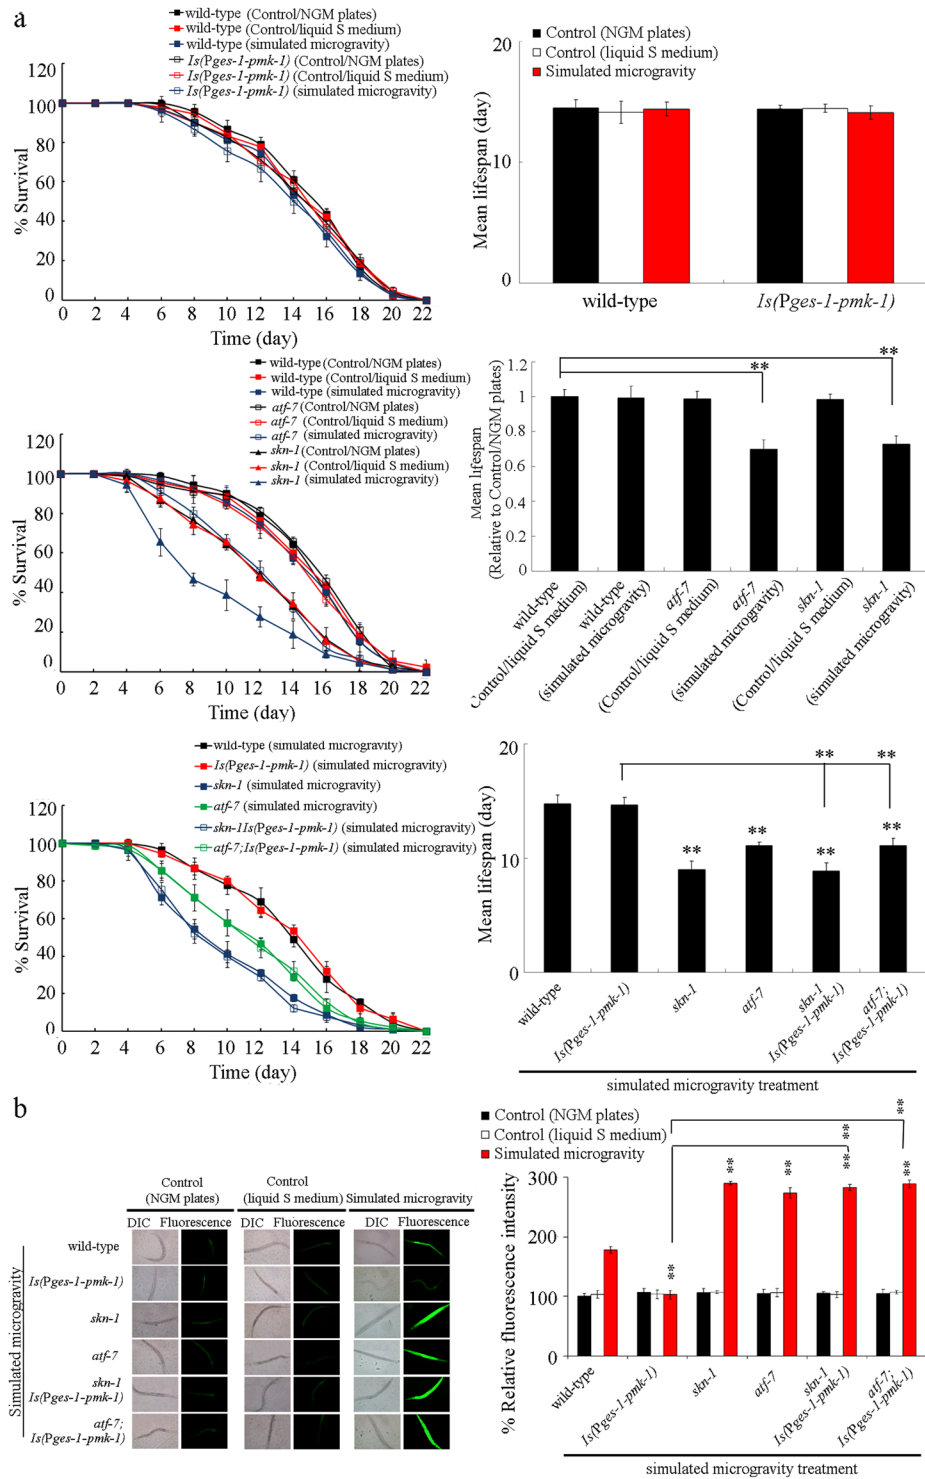 a
wild-type (Control/NGM plates)
wild-type (Control/liquid S medium)
wild-type (simulated microgravity)
Is(Pges-1-pmk-1) (Control/NGM plates)
Is(Pges-1-pmk-1) (Control/liquid S medium)
Is(Pges-1-pmk-1) (simulated microgravity)
% Survival
120
100
80
60
40
20
0
0 2 4 6 8 10 12 14 16 18 20 22
Time (day)
Control (NGM plates)
Control (liquid S medium)
Simulated microgravity
Mean lifespan (day)
20
10
0
wild-type Is(Pges-1-pmk-1)
wild-type (Control/NGM plates)
wild-type (Control/liquid S medium)
wild-type (simulated microgravity)
atf-7 (Control/NGM plates)
atf-7 (Control/liquid S medium)
atf-7 (simulated microgravity)
skn-1 (Control/NGM plates)
skn-1 (Control/liquid S medium)
skn-1 (simulated microgravity)
% Survival
120
100
80
60
40
20
0
0 2 4 6 8 10 12 14 16 18 20 22
Time (day)
Mean lifespan
(Relative to Control/NGM plates)
1.2
1
0.8
0.6
0.4
0.2
0
** **
wild-type
Control/liquid S medium)
wild-type
(simulated microgravity)
atf-7
(Control/liquid S medium)
atf-7
(simulated microgravity)
skn-1
(Control/liquid S medium)
skn-1
(simulated microgravity)
wild-type (simulated microgravity)
Is(Pges-1-pmk-1) (simulated microgravity)
skn-1 (simulated microgravity)
atf-7 (simulated microgravity)
skn-1Is(Pges-1-pmk-1) (simulated microgravity)
atf-7;Is(Pges-1-pmk-1) (simulated microgravity)
% Survival
120
100
80
60
40
20
0
0 2 4 6 8 10 12 14 16 18 20 22
Time (day)
Mean lifespan (day)
20
10
0
** **
** ** ** **
wild-type
Is(Pges-1-pmk-1)
skn-1
atf-7
skn-1
Is(Pges-1-pmk-1)
atf-7;
Is(Pges-1-pmk-1)
simulated microgravity treatment
b
Control
(NGM plates)
Control
(liquid S medium)
Simulated microgravity
DIC Fluorescence DIC Fluorescence DIC Fluorescence
Simulated microgravity
wild-type
Is(Pges-1-pmk-1)
skn-1
atf-7
skn-1
Is(Pges-1-pmk-1)
atf-7;
Is(Pges-1-pmk-1)
Control (NGM plates)
Control (liquid S medium)
Simulated microgravity
% Relative fluorescence intensity
300
200
100
0
** **
** ** ** ** **
wild-type
Is(Pges-1-pmk-1)
skn-1
atf-7
skn-1
Is(Pges-1-pmk-1)
atf-7;
Is(Pges-1-pmk-1)
simulated microgravity treatment